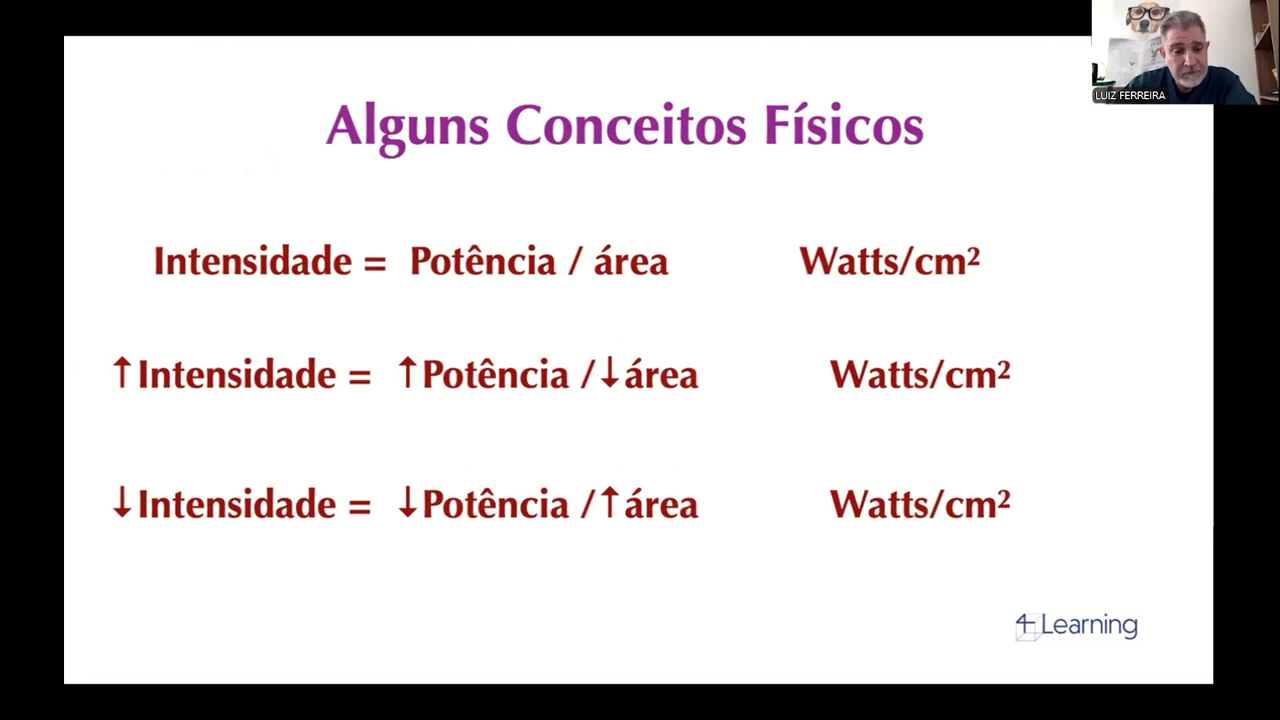 LUIZ FERREIRA
Alguns Conceitos Físicos
Intensidade = Potência / área Watts/cm²
↑Intensidade = ↑Potência /↓área Watts/cm²
↓Intensidade = ↓Potência /↑área Watts/cm²
4Learning